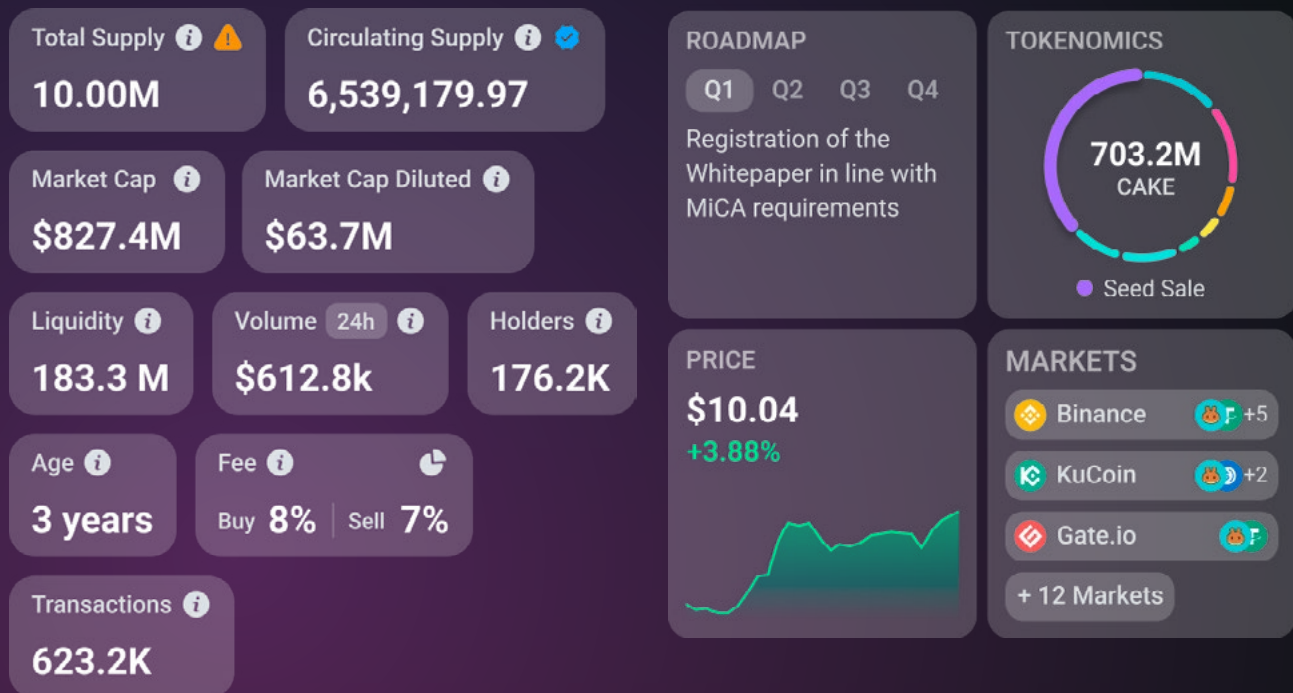 Total Supply
10.00M
Circulating Supply
6,539,179.97
Market Cap
$827.4M
Market Cap Diluted
$63.7M
Liquidity
183.3 M
Volume 24h
$612.8k
Holders
176.2K
Age
3 years
Fee
Buy 8% Sell 7%
Transactions
623.2K
ROADMAP
Q1 Q2 Q3 Q4
Registration of the
Whitepaper in line with
MiCA requirements
TOKENOMICS
703.2M
CAKE
Seed Sale
PRICE
$10.04
+3.88%
MARKETS
Binance +5
KuCoin +2
Gate.io
+ 12 Markets